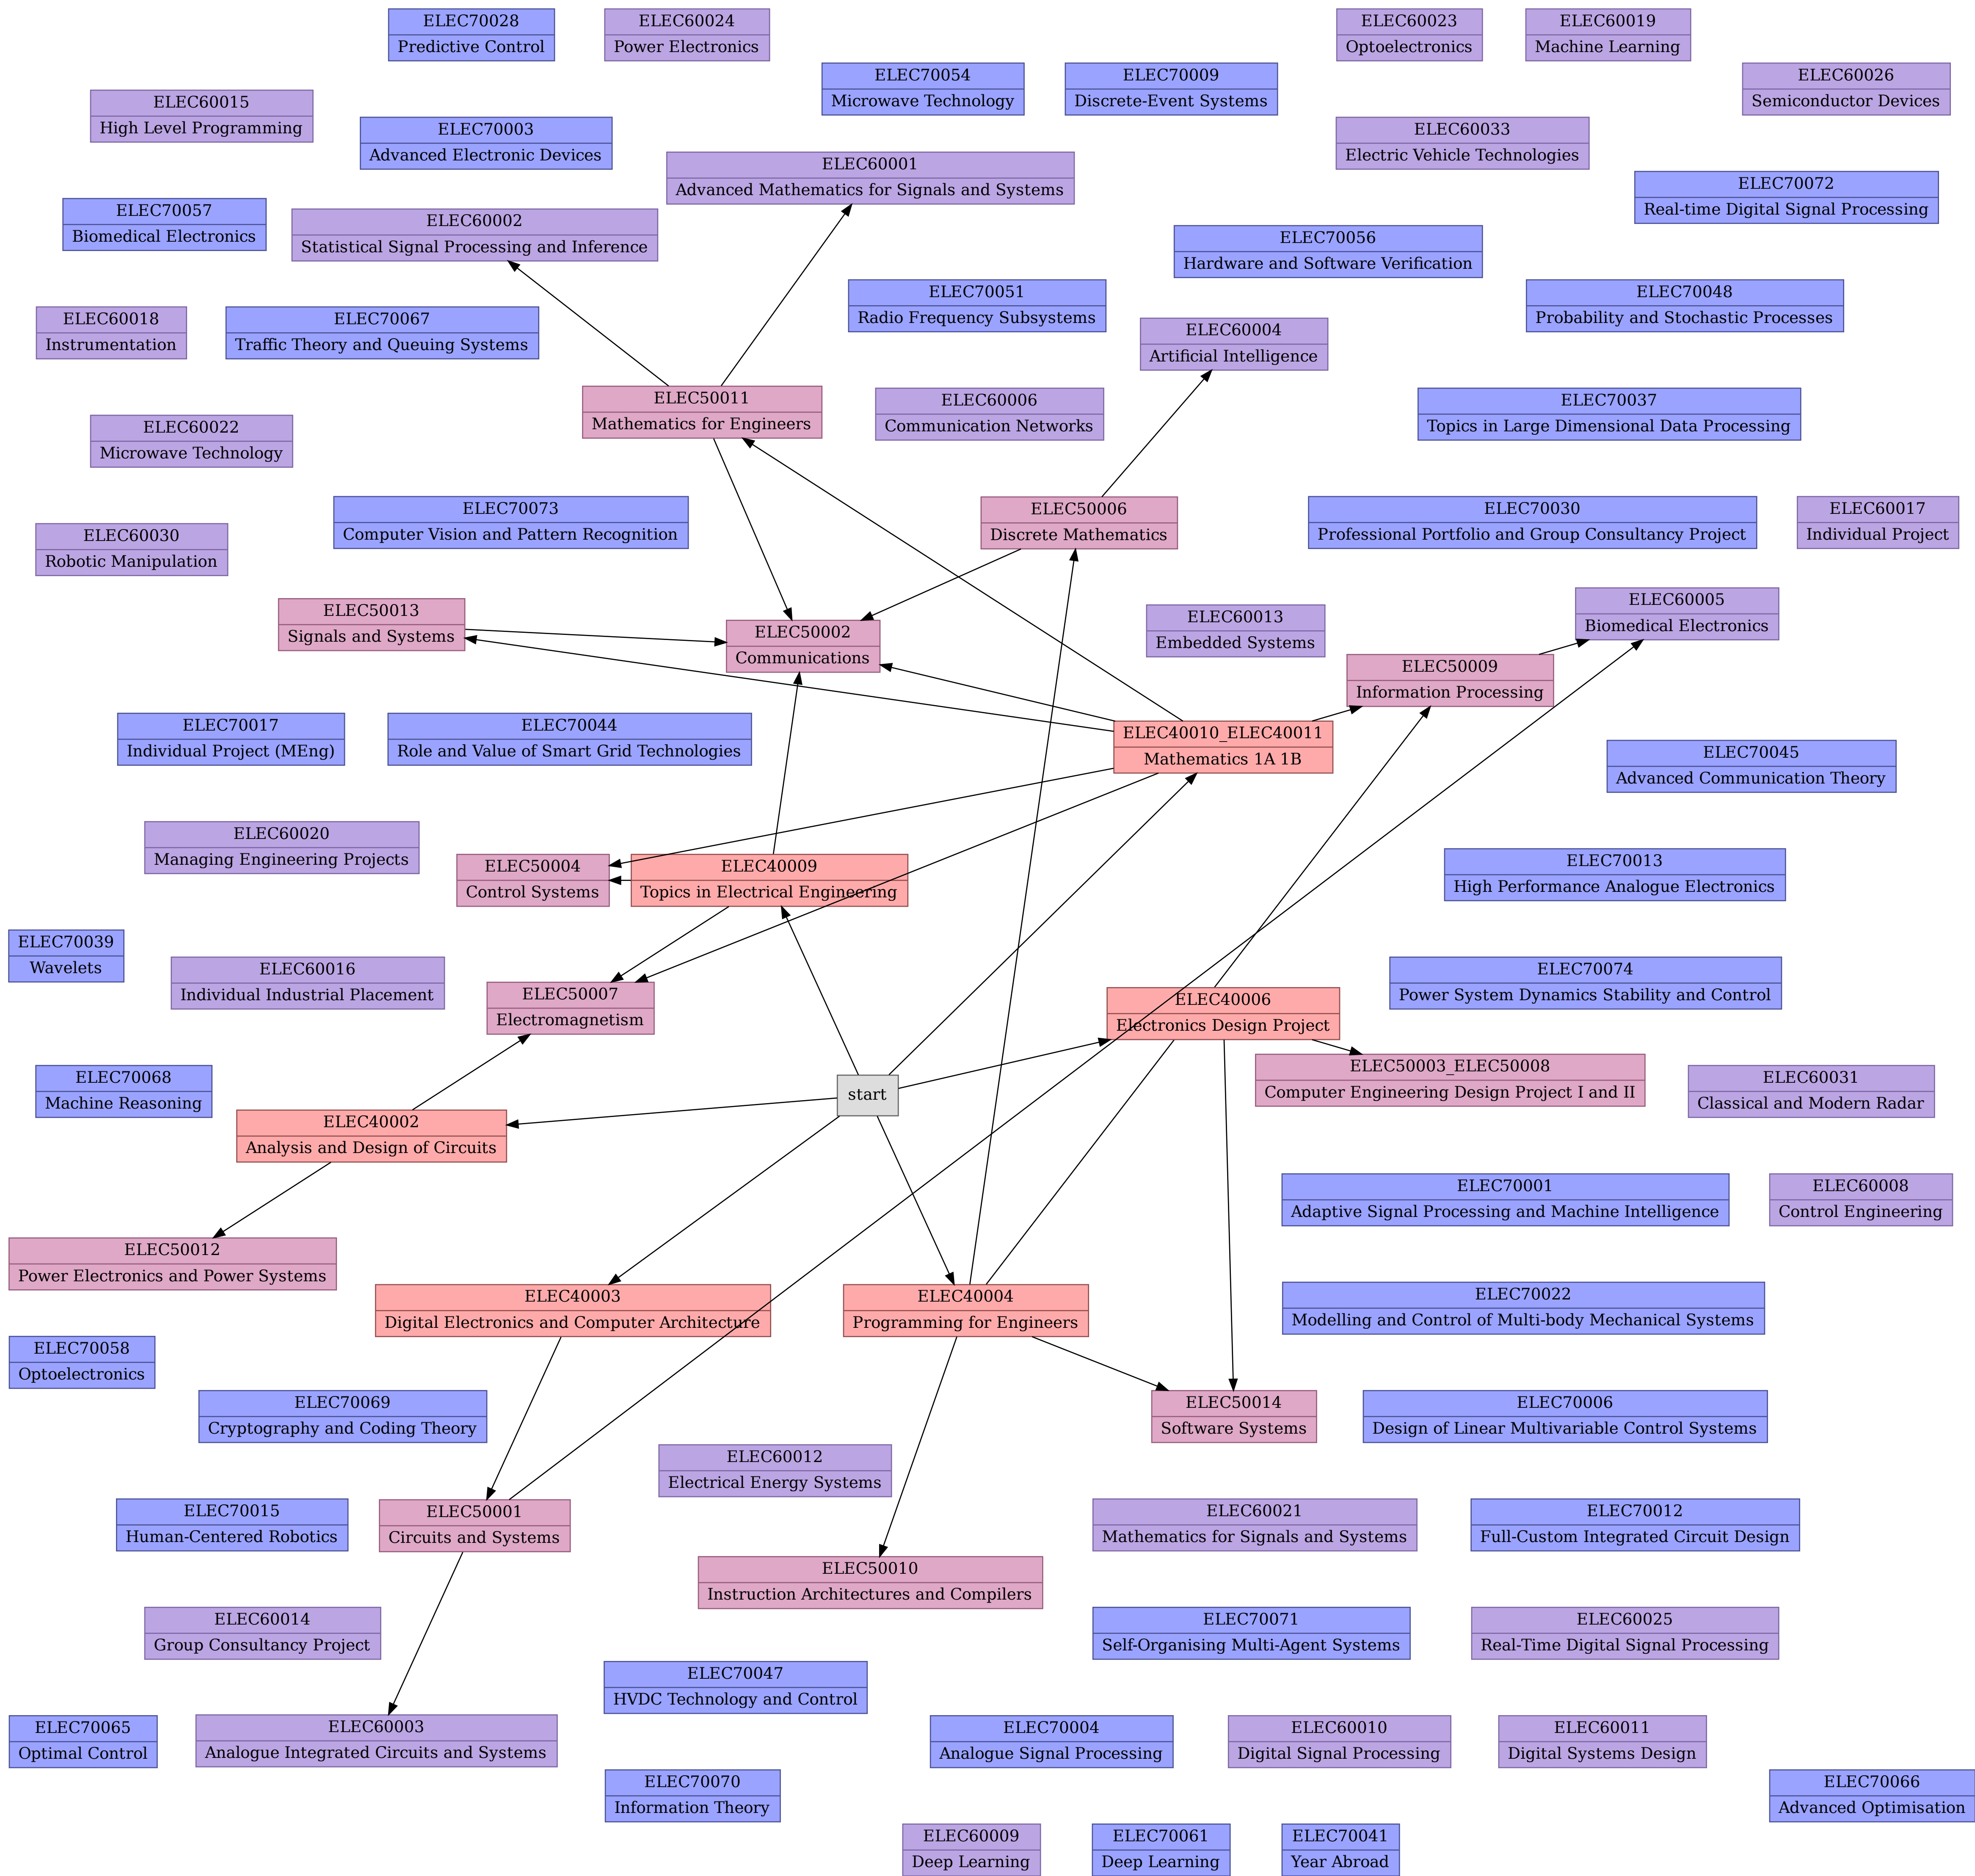 ELEC70028
Predictive Control
ELEC60024
Power Electronics
ELEC60023
Optoelectronics
ELEC60019
Machine Learning
ELEC70054
Microwave Technology
ELEC70009
Discrete-Event Systems
ELEC60026
Semiconductor Devices
ELEC60015
High Level Programming
ELEC70003
Advanced Electronic Devices
ELEC60033
Electric Vehicle Technologies
ELEC60001
Advanced Mathematics for Signals and Systems
ELEC70072
Real-time Digital Signal Processing
ELEC70057
Biomedical Electronics
ELEC60002
Statistical Signal Processing and Inference
ELEC70056
Hardware and Software Verification
ELEC70051
Radio Frequency Subsystems
ELEC70048
Probability and Stochastic Processes
ELEC60018
Instrumentation
ELEC70067
Traffic Theory and Queuing Systems
ELEC60004
Artificial Intelligence
ELEC50011
Mathematics for Engineers
ELEC60006
Communication Networks
ELEC70037
Topics in Large Dimensional Data Processing
ELEC60022
Microwave Technology
ELEC70073
Computer Vision and Pattern Recognition
ELEC50006
Discrete Mathematics
ELEC70030
Professional Portfolio and Group Consultancy Project
ELEC60017
Individual Project
ELEC60030
Robotic Manipulation
ELEC50013
Signals and Systems
ELEC50002
Communications
ELEC60013
Embedded Systems
ELEC60005
Biomedical Electronics
ELEC50009
Information Processing
ELEC70017
Individual Project (MEng)
ELEC70044
Role and Value of Smart Grid Technologies
ELEC40010_ELEC40011
Mathematics 1A 1B
ELEC70045
Advanced Communication Theory
ELEC60020
Managing Engineering Projects
ELEC50004
Control Systems
ELEC40009
Topics in Electrical Engineering
ELEC70013
High Performance Analogue Electronics
ELEC70039
Wavelets
ELEC60016
Individual Industrial Placement
ELEC50007
Electromagnetism
ELEC40006
Electronics Design Project
ELEC70074
Power System Dynamics Stability and Control
ELEC70068
Machine Reasoning
start
ELEC50003_ELEC50008
Computer Engineering Design Project I and II
ELEC60031
Classical and Modern Radar
ELEC40002
Analysis and Design of Circuits
ELEC70001
Adaptive Signal Processing and Machine Intelligence
ELEC60008
Control Engineering
ELEC50012
Power Electronics and Power Systems
ELEC40003
Digital Electronics and Computer Architecture
ELEC40004
Programming for Engineers
ELEC70022
Modelling and Control of Multi-body Mechanical Systems
ELEC70058
Optoelectronics
ELEC70069
Cryptography and Coding Theory
ELEC50014
Software Systems
ELEC70006
Design of Linear Multivariable Control Systems
ELEC60012
Electrical Energy Systems
ELEC70015
Human-Centered Robotics
ELEC50001
Circuits and Systems
ELEC60021
Mathematics for Signals and Systems
ELEC70012
Full-Custom Integrated Circuit Design
ELEC50010
Instruction Architectures and Compilers
ELEC60014
Group Consultancy Project
ELEC70071
Self-Organising Multi-Agent Systems
ELEC60025
Real-Time Digital Signal Processing
ELEC70047
HVDC Technology and Control
ELEC70065
Optimal Control
ELEC60003
Analogue Integrated Circuits and Systems
ELEC70004
Analogue Signal Processing
ELEC60010
Digital Signal Processing
ELEC60011
Digital Systems Design
ELEC70070
Information Theory
ELEC70066
Advanced Optimisation
ELEC60009
Deep Learning
ELEC70061
Deep Learning
ELEC70041
Year Abroad